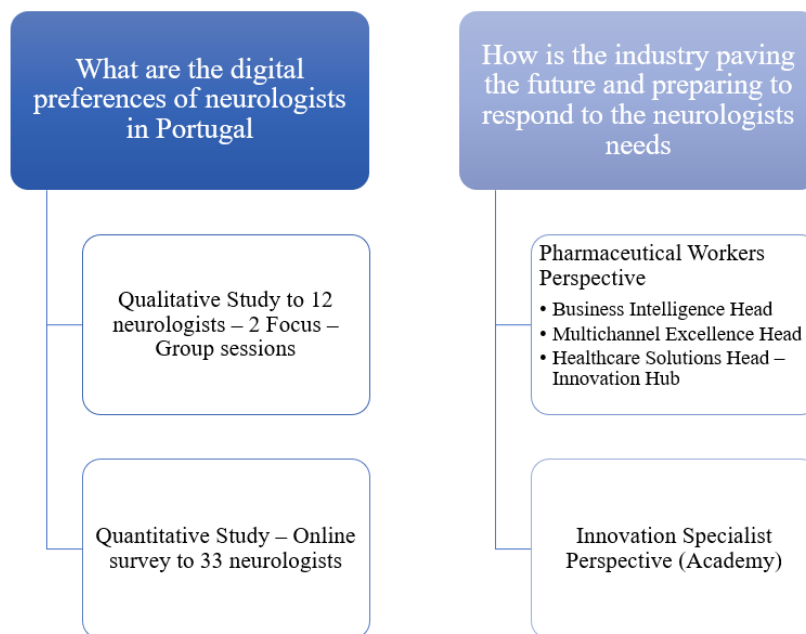 What are the digital
preferences of neurologists
in Portugal
Qualitative Study to 12
neurologists – 2 Focus –
Group sessions
Quantitative Study – Online
survey to 33 neurologists
How is the industry paving
the future and preparing to
respond to the neurologists
needs
Pharmaceutical Workers
Perspective
• Business Intelligence Head
• Multichannel Excellence Head
• Healthcare Solutions Head –
Innovation Hub
Innovation Specialist
Perspective (Academy)